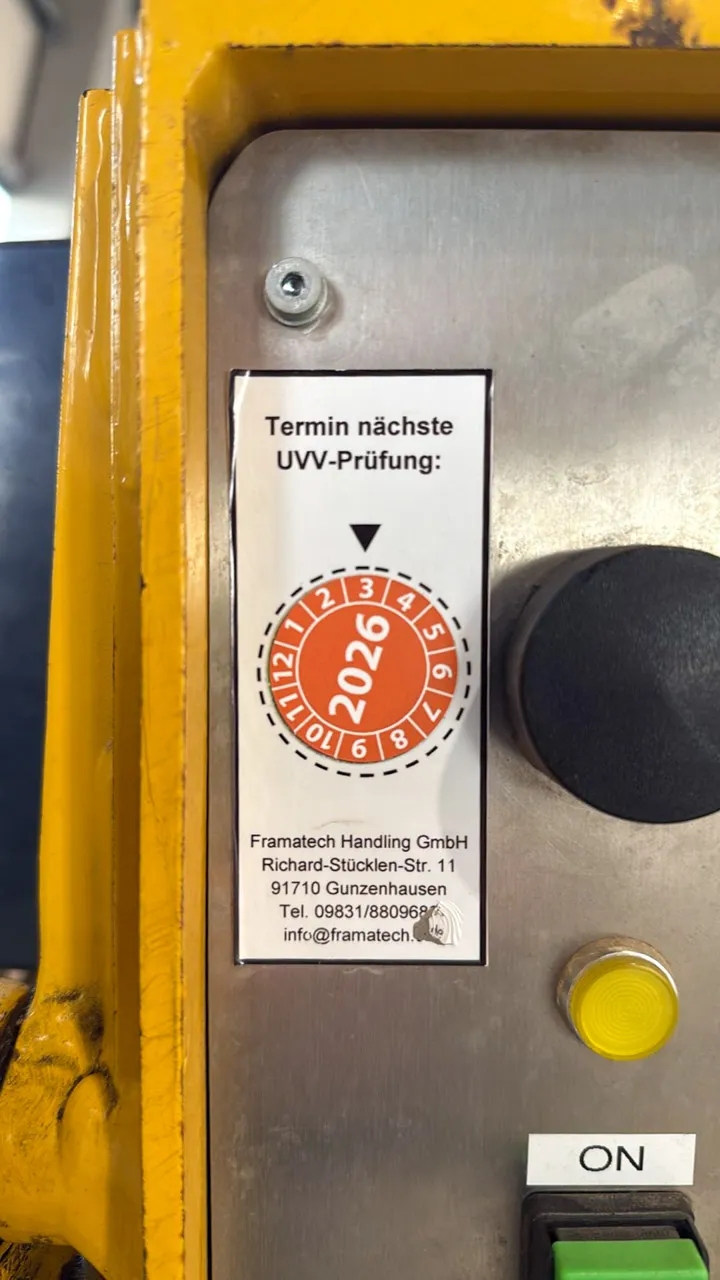 Termin nächste
UVV-Prüfung:
1 2 3 4 5 6 7 8 9 10 11 12
2026
Framatech Handling GmbH
Richard-Stücklen-Str. 11
91710 Gunzenhausen
Tel.
ON